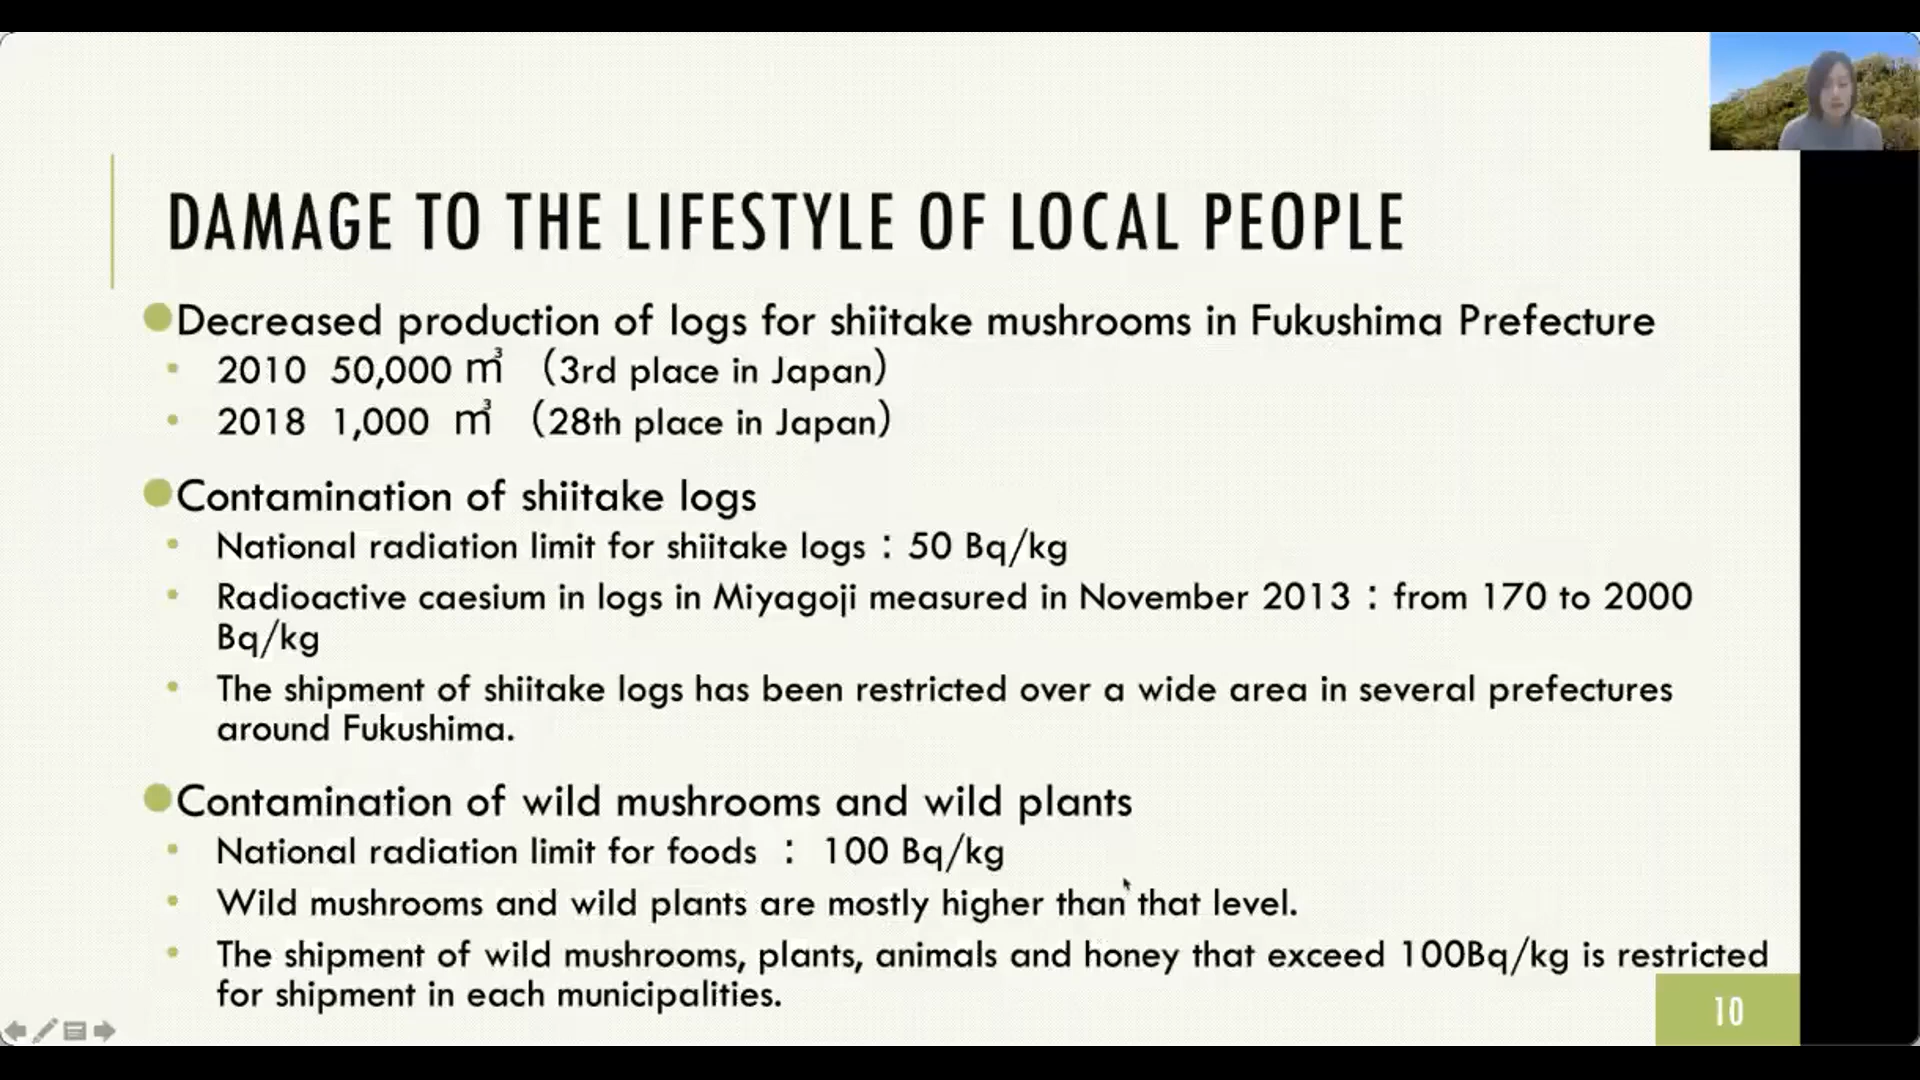 DAMAGE TO THE LIFESTYLE OF LOCAL PEOPLE
Decreased production of logs for shiitake mushrooms in Fukushima Prefecture
2010 50,000 ㎥ （3rd place in Japan）
2018 1,000 ㎥ （28th place in Japan）
Contamination of shiitake logs
National radiation limit for shiitake logs：50 Bq/kg
Radioactive caesium in logs in Miyagoji measured in November 2013：from 170 to 2000
Bq/kg
The shipment of shiitake logs has been restricted over a wide area in several prefectures
around Fukushima.
Contamination of wild mushrooms and wild plants
National radiation limit for foods ： 100 Bq/kg
Wild mushrooms and wild plants are mostly higher than that level.
The shipment of wild mushrooms, plants, animals and honey that exceed 100Bq/kg is restricted
for shipment in each municipalities.
10